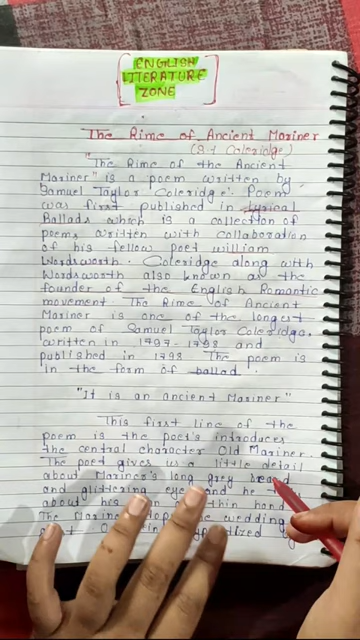 ENGLISH
LITERATURE
ZONE
The Rime of Ancient Mariner
(S.T Coleridge)
"The Rime of the Ancient
Mariner" is a poem written by
Samuel Taylor Coleridge. Poem
was first published in Lyrical
Ballads which is a collection of
poems written with collaboration
of his fellow poet william
Wordsworth. Coleridge along with
Wordsworth also known as the
founder of the English Romantic
movement. The Rime of Ancient
Mariner is one of the longest
poem of Samuel Taylor Coleridge.
written in 1797-1798 and
published in 1798 The poem is
in the form of ballad.
"It is an ancient Mariner"
This first line of the
poem is the poet's introduces
the central character Old Mariner.
The poet gives us a little detail
about Mariner's long grey
and glittering eye and he
about his thin hand
The Mariner wedding